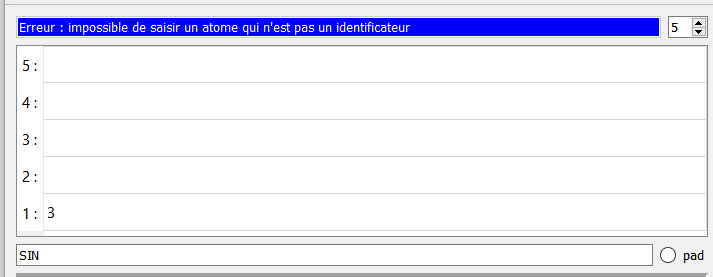 Erreur : impossible de saisir un atome qui n'est pas un identificateur 5
5 :
4 :
3 :
2 :
1 : 3
SIN pad